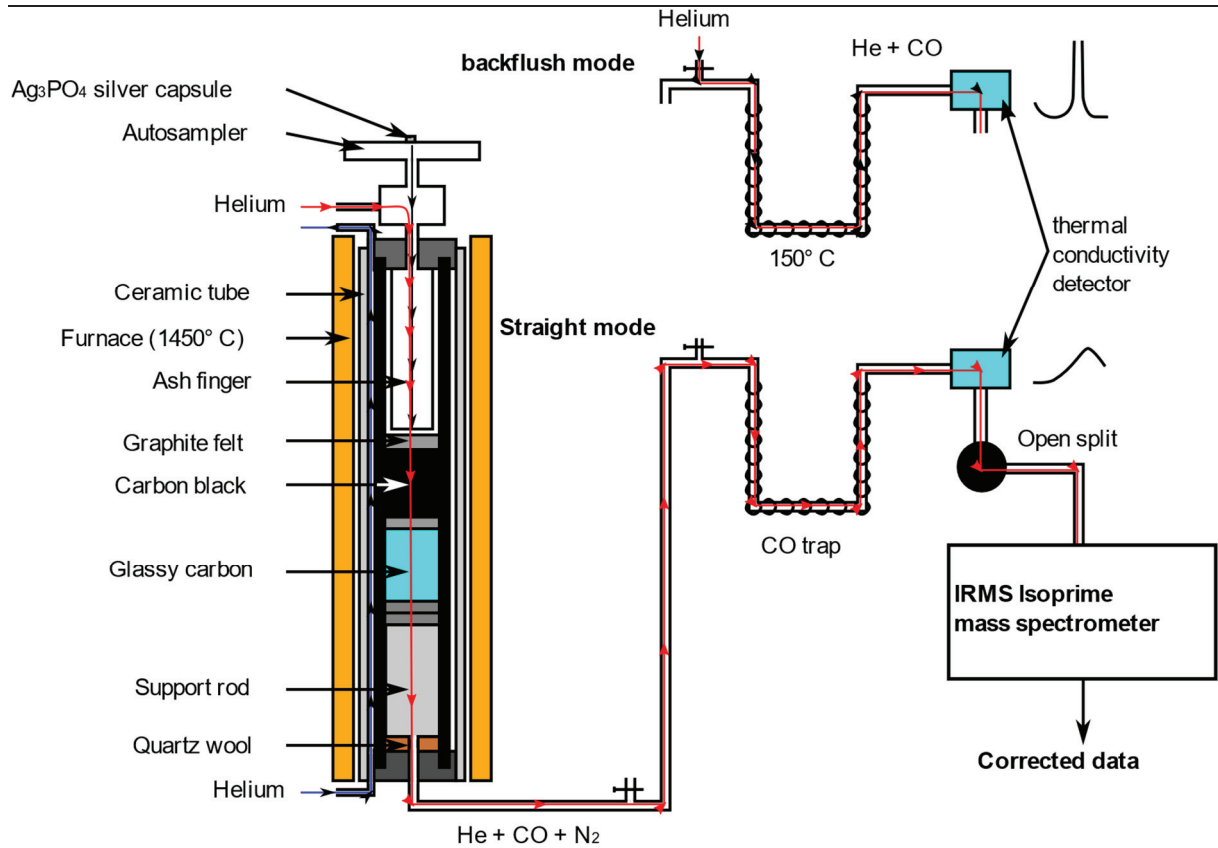 Helium
He + CO
backflush mode
Ag₃PO₄ silver capsule
Autosampler
Helium
thermal
conductivity
detector
150° C
Ceramic tube
Straight mode
Furnace (1450° C)
Ash finger
Graphite felt
Open split
Carbon black
CO trap
Glassy carbon
IRMS Isoprime
mass spectrometer
Support rod
Quartz wool
Corrected data
Helium
He + CO + N₂